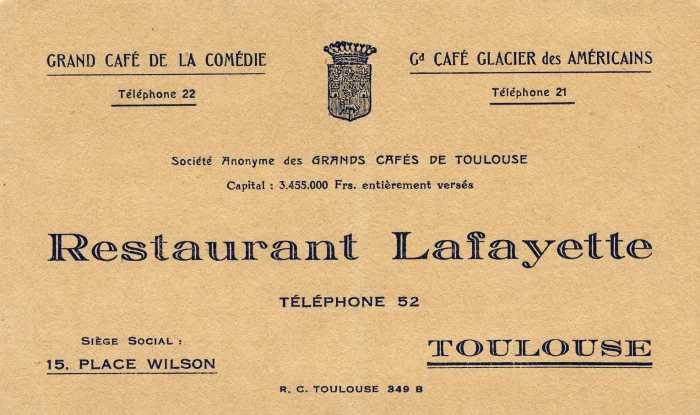 GRAND CAFÉ DE LA COMÉDIE
Téléphone 22
Gd CAFÉ GLACIER des AMÉRICAINS
Téléphone 21
Société Anonyme des GRANDS CAFÉS DE TOULOUSE
Capital : 3.455.000 Frs. entièrement versés
Restaurant Lafayette
TÉLÉPHONE 52
SIÈGE SOCIAL :
15, PLACE WILSON
TOULOUSE
R. C. TOULOUSE 349 B